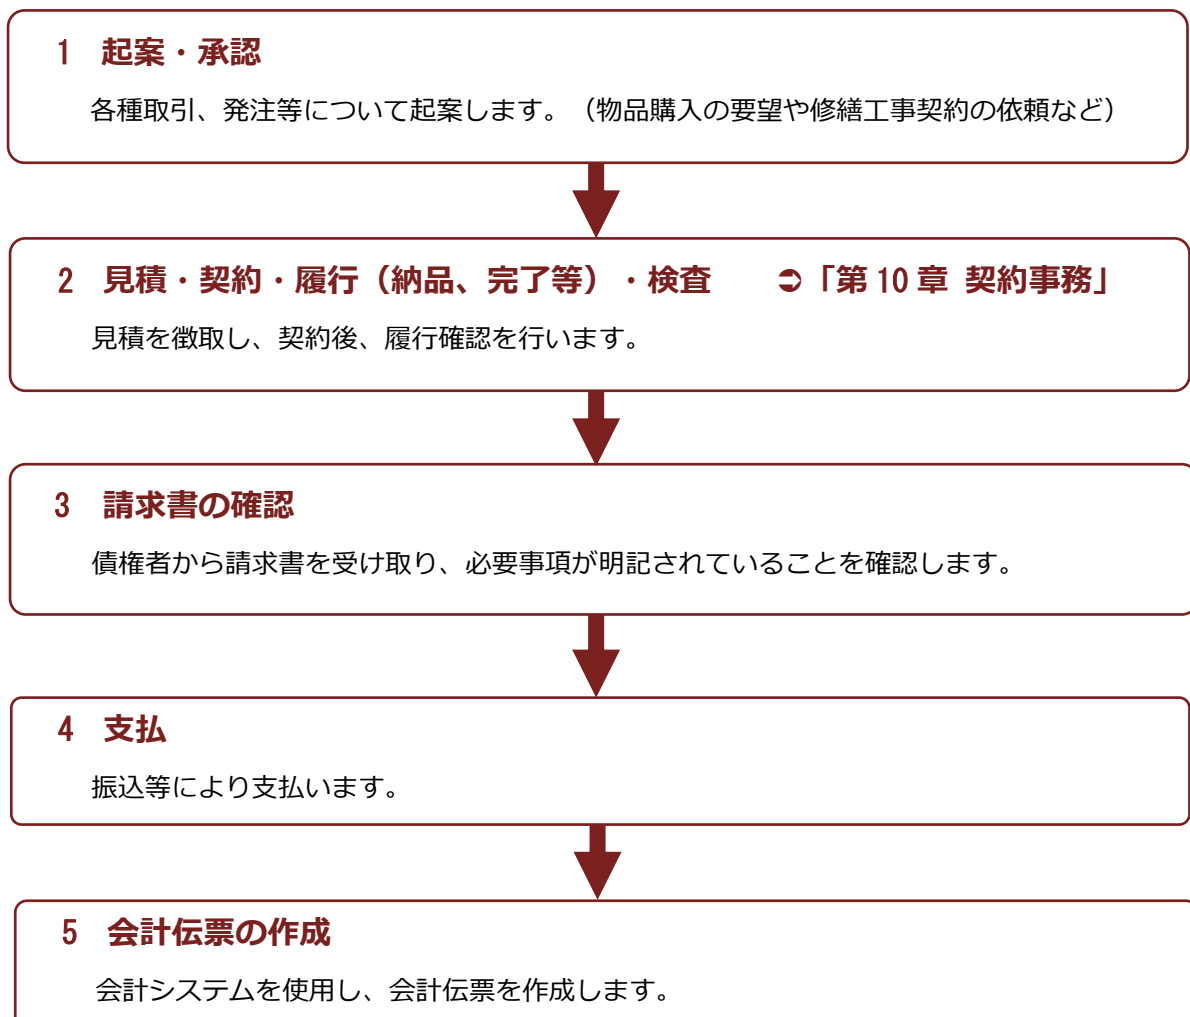 1 起案・承認
各種取引、発注等について起案します。（物品購入の要望や修繕工事契約の依頼など）
2 見積・契約・履行（納品、完了等）・検査 ➲「第 10 章 契約事務」
見積を徴取し、契約後、履行確認を行います。
3 請求書の確認
債権者から請求書を受け取り、必要事項が明記されていることを確認します。
4 支払
振込等により支払います。
5 会計伝票の作成
会計システムを使用し、会計伝票を作成します。